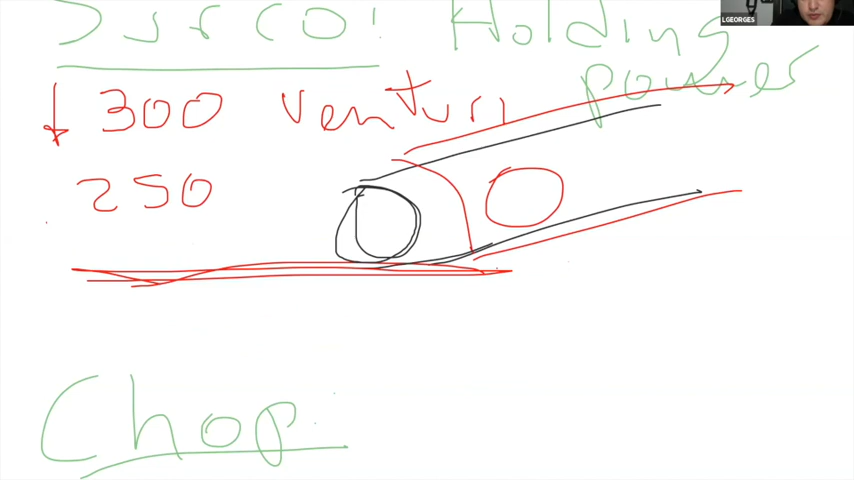 LGEORGES
Holding
power
↓ 300 venturi
250
Chop